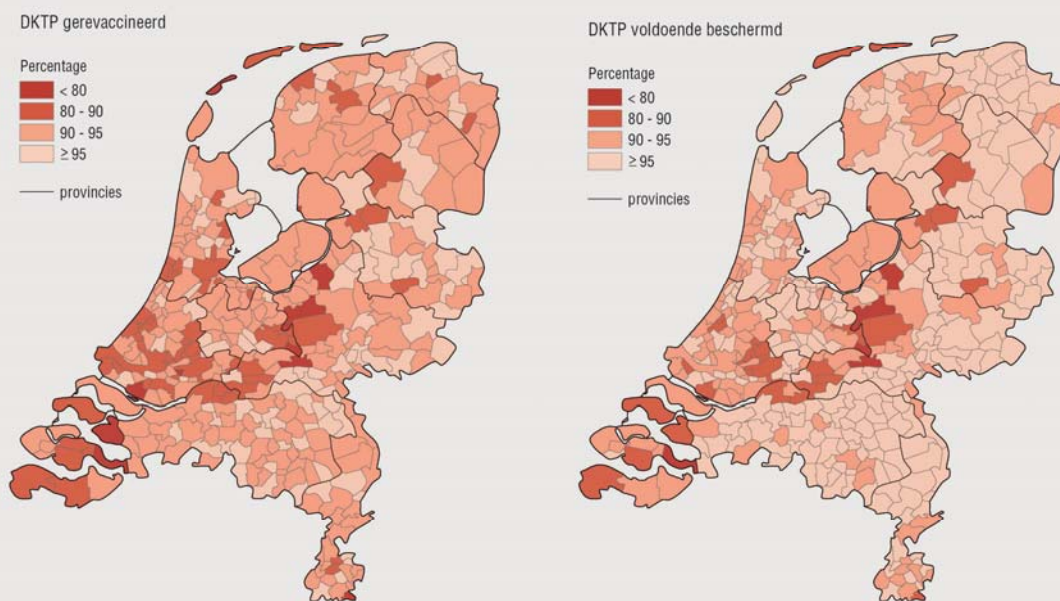 DKTP gerevaccineerd
Percentage
< 80
80 - 90
90 - 95
≥ 95
provincies
DKTP voldoende beschermd
Percentage
< 80
80 - 90
90 - 95
≥ 95
provincies